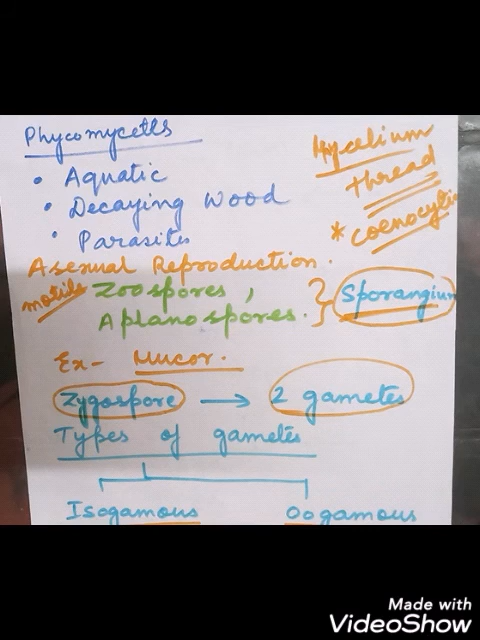 Phycomycetes
• Aquatic
• Decaying Wood
• Parasites
Mycelium
thread
* coenocytic
Asexual Reproduction.
motile Zoospores,
Aplanospores. } Sporangium
Ex- Mucor.
Zygospore → 2 gametes
Types of gametes
Isogamous Oogamous
Made with
VideoShow